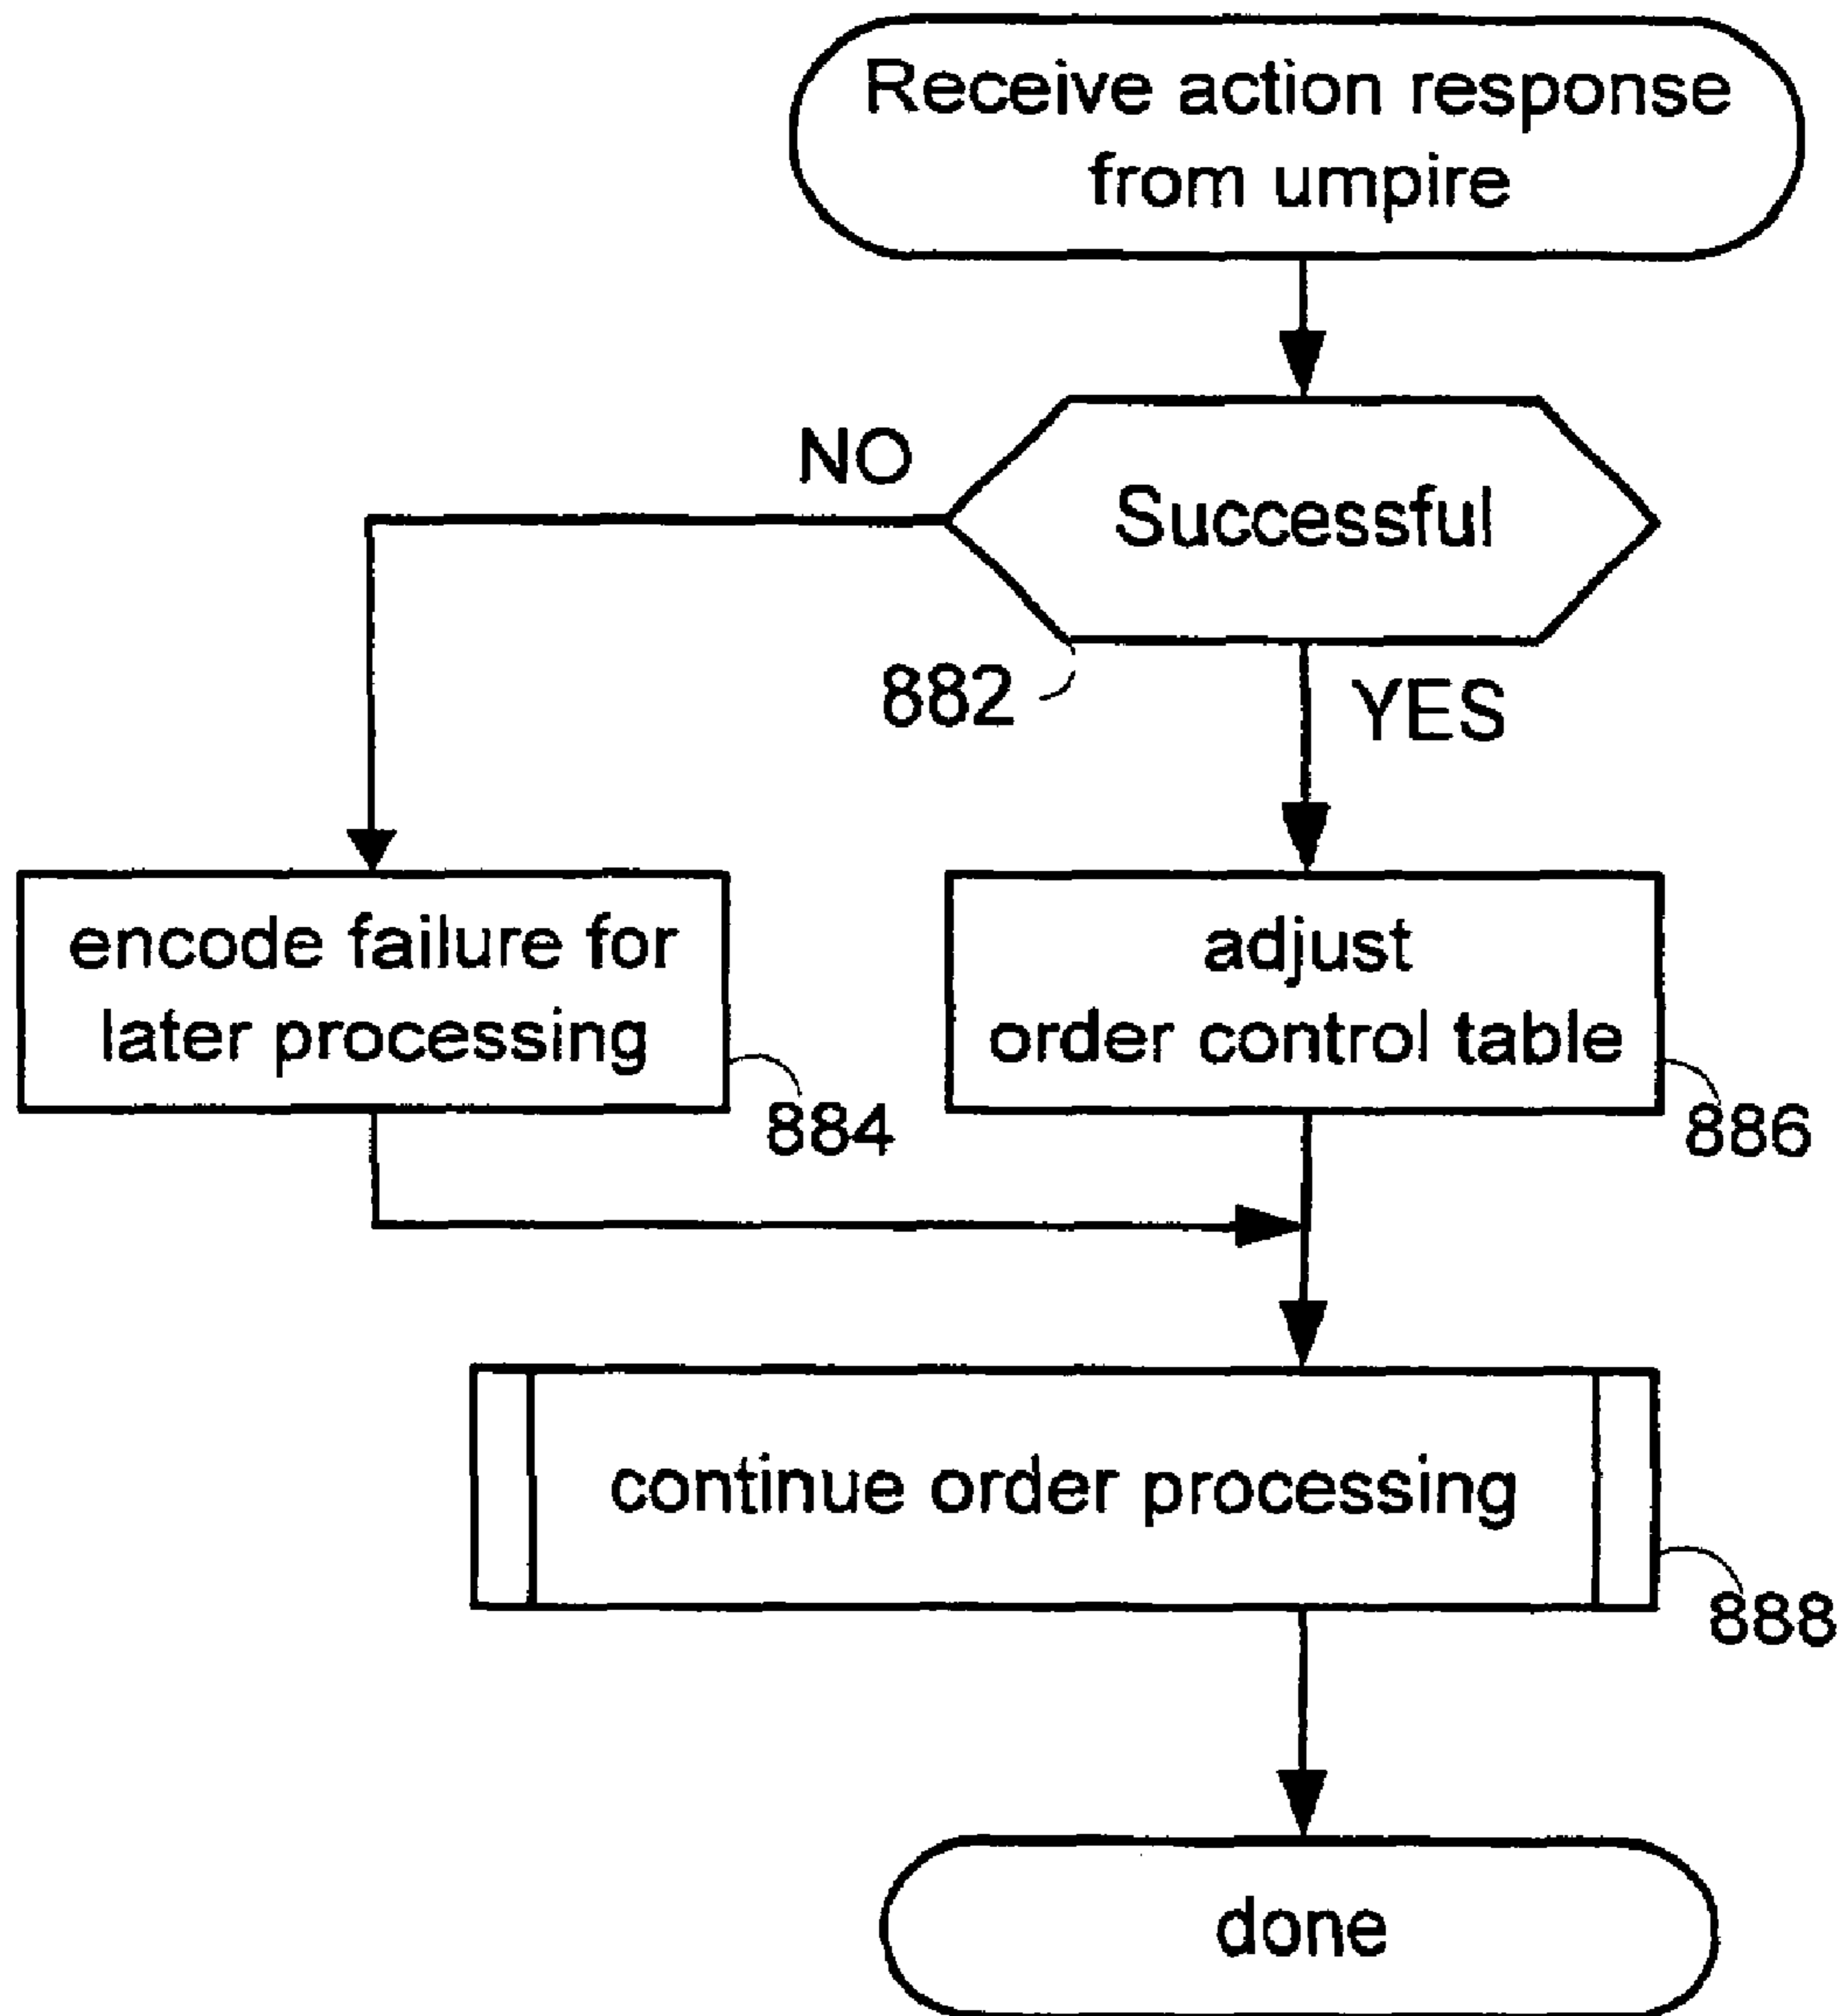 Receive action response
from umpire
NO
Successful
882
YES
encode failure for
later processing
884
adjust
order control table
886
continue order processing
888
done